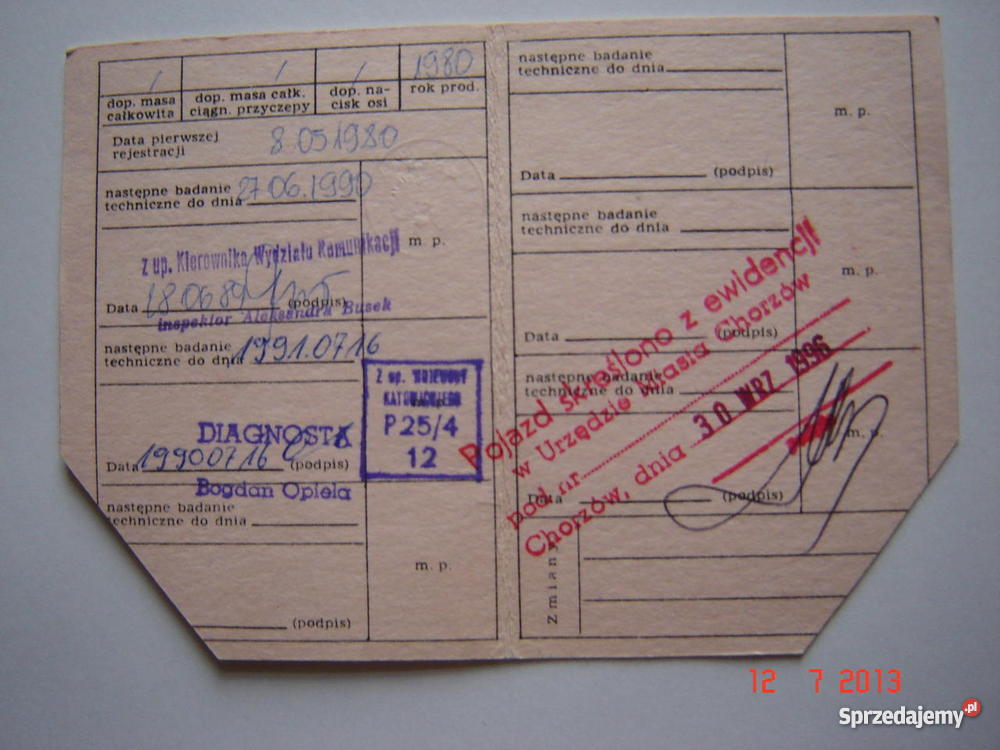 1980
dop. masa całkowita
dop. masa całk. ciągn. przyczepy
dop. nacisk osi
rok prod.
Data pierwszej rejestracji 8.05 1980
następne badanie
techniczne do dnia 27.06.1990
z up. Kierownika Wydziału Komunikacji
m. p.
Data 18.06.89 (podpis)
inspektor Aleksandra Busek
następne badanie
techniczne do dnia 1991.07.16
Z up. WOJEWODY
KATOWICKIEGO
P 25/4
12
DIAGNOSTA
Data 1990 07 16 (podpis)
Bogdan Opiela
następne badanie
techniczne do dnia
m. p.
(podpis)
następne badanie
techniczne do dnia
m. p.
Data (podpis)
następne badanie
techniczne do dnia
m. p.
Data (podpis)
następne badanie
techniczne do dnia
m. p.
Data (podpis)
Pojazd skreślono z ewidencji
w Urzędzie Miasta Chorzów
pod nr
Chorzów, dnia 30 WRZ 1996
Zmiany
12 7 2013
Sprzedajemy.pl